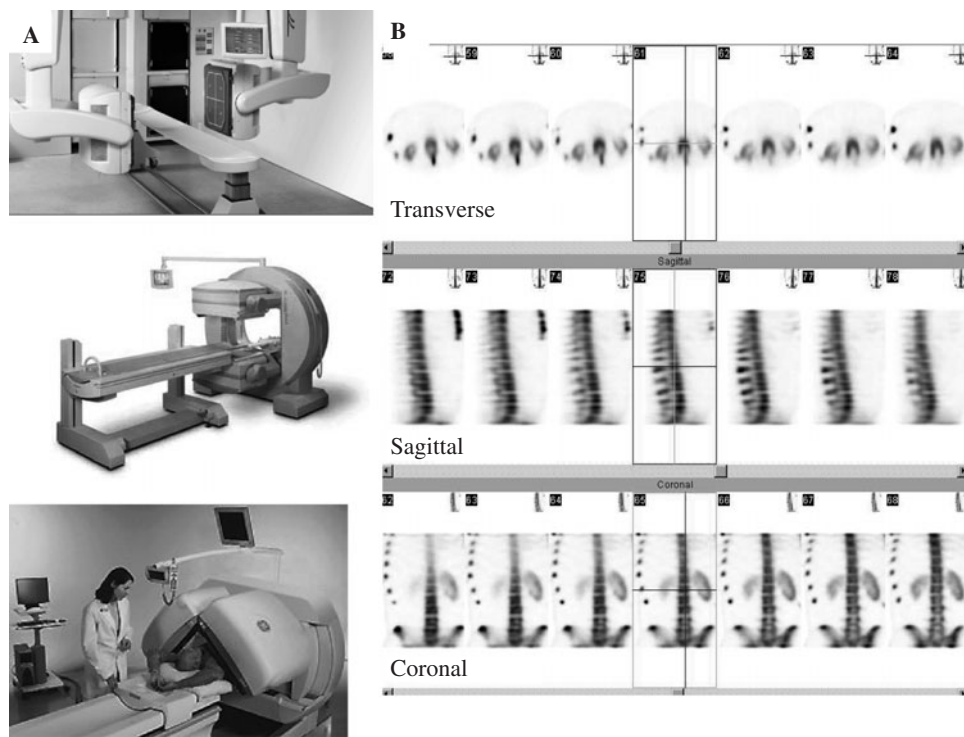 A
B
59 60 61 62 63 64
Transverse
Sagittal
72 73 74 75 76 77 78
Sagittal
Coronal
62 63 64 65 66 67 68
Coronal